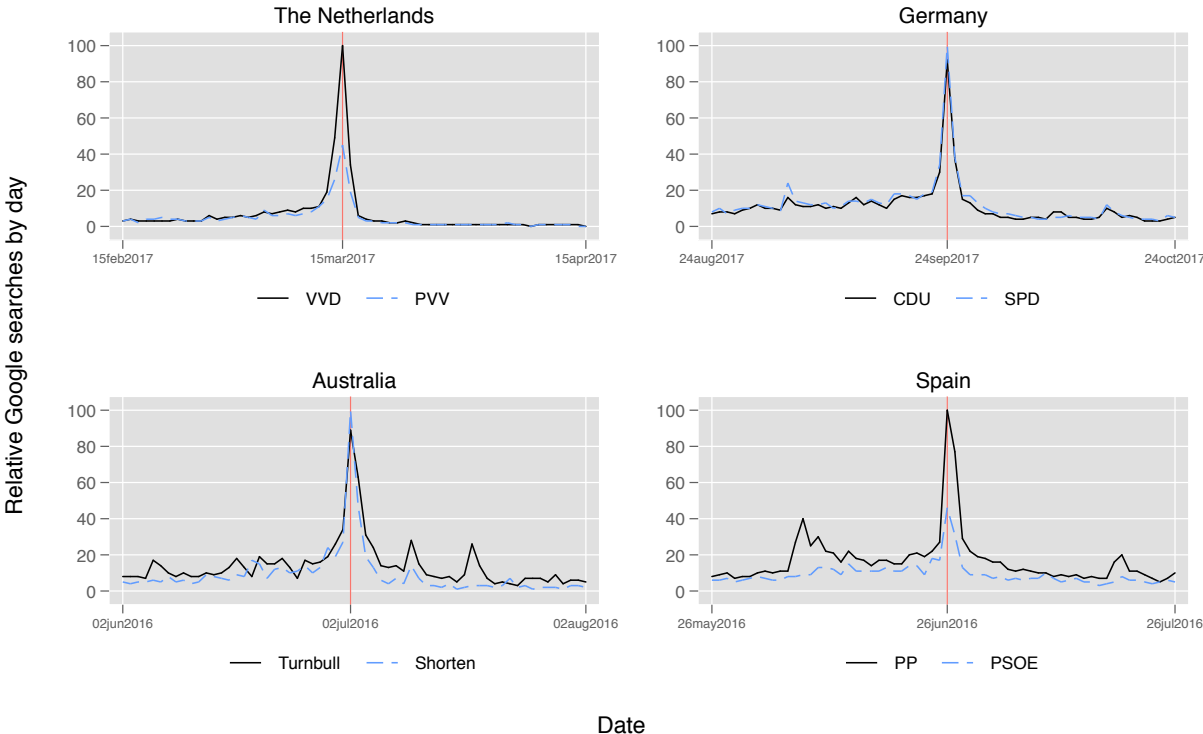 The Netherlands
100
80
60
40
20
0
15feb2017 15mar2017 15apr2017
VVD PVV
Germany
100
80
60
40
20
0
24aug2017 24sep2017 24oct2017
CDU SPD
Australia
100
80
60
40
20
0
02jun2016 02jul2016 02aug2016
Turnbull Shorten
Spain
100
80
60
40
20
0
26may2016 26jun2016 26jul2016
PP PSOE
Relative Google searches by day
Date